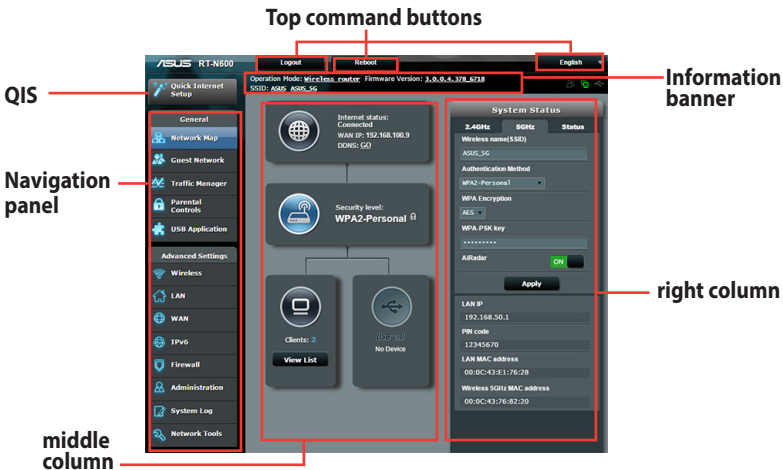 Top command buttons
ASUS RT-N600
Logout
Reboot
English
Operation Mode: Wireless router Firmware Version: 3.0.0.4.378_6718
SSID: ASUS ASUS_5G
Information
banner
QIS
Quick Internet
Setup
Navigation
panel
General
Network Map
Guest Network
Traffic Manager
Parental
Controls
USB Application
Advanced Settings
Wireless
LAN
WAN
IPv6
Firewall
Administration
System Log
Network Tools
Internet status:
Connected
WAN IP: 192.168.100.9
DDNS: GO
Security level:
WPA2-Personal
Clients: 2
View List
USB 2.0
No Device
middle
column
System Status
2.4GHz 5GHz Status
Wireless name(SSID)
ASUS_5G
Authentication Method
WPA2-Personal
WPA Encryption
AES
WPA-PSK key
•••••••••
AiRadar
ON
Apply
LAN IP
192.168.50.1
PIN code
12345670
LAN MAC address
00:0C:43:E1:76:28
Wireless 5GHz MAC address
00:0C:43:76:82:20
right column